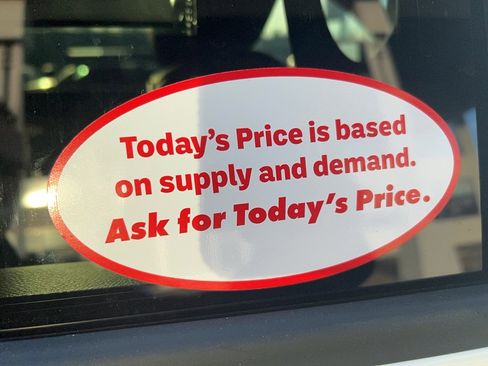 Today's Price is based
on supply and demand.
Ask for Today's Price.